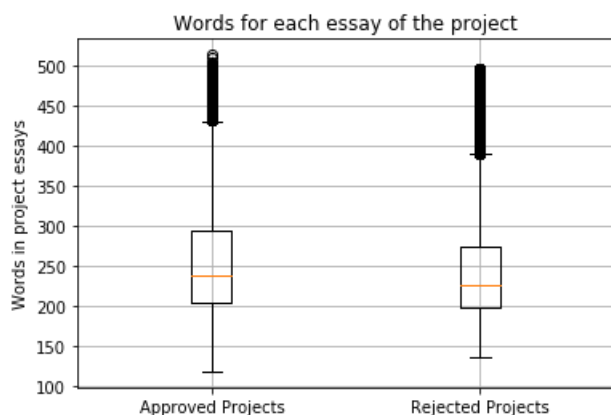 Words for each essay of the project
Words in project essays
500
450
400
350
300
250
200
150
100
Approved Projects
Rejected Projects